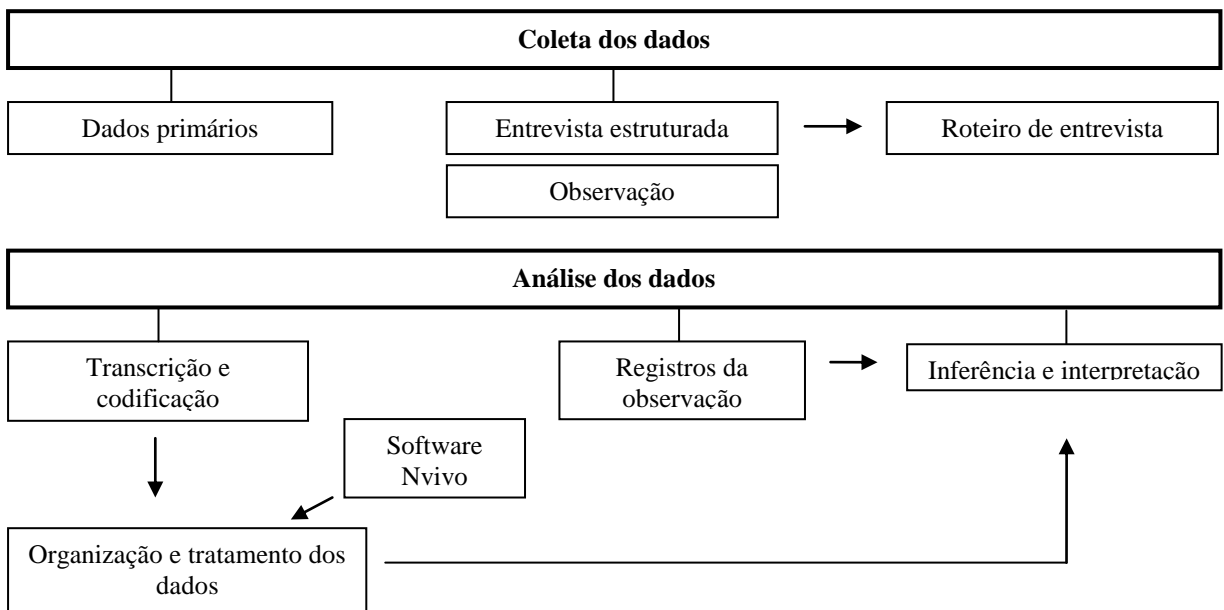 Coleta dos dados
Dados primários
Entrevista estruturada
Roteiro de entrevista
Observação
Análise dos dados
Transcrição e
codificação
Registros da
observação
Inferência e interpretação
Software
Nvivo
Organização e tratamento dos
dados